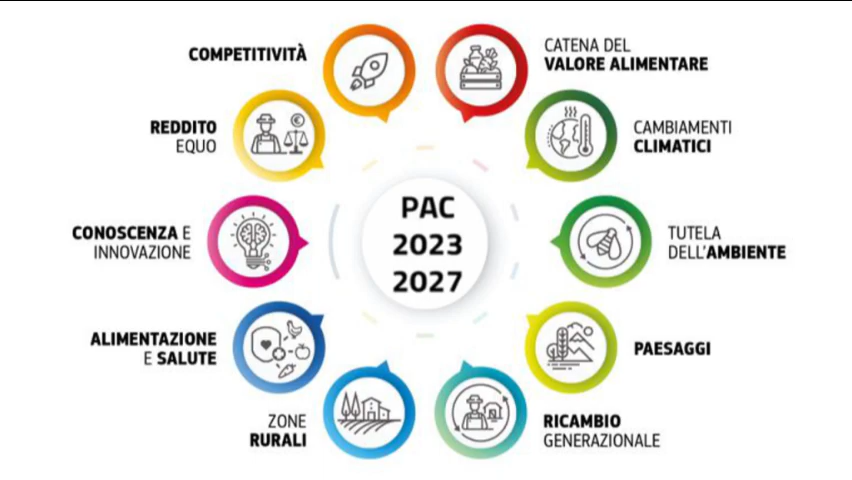 COMPETITIVITÀ
CATENA DEL
VALORE ALIMENTARE
REDDITO
EQUO
CAMBIAMENTI
CLIMATICI
PAC
2023
2027
CONOSCENZA E
INNOVAZIONE
TUTELA
DELL'AMBIENTE
ALIMENTAZIONE
E SALUTE
PAESAGGI
ZONE
RURALI
RICAMBIO
GENERAZIONALE